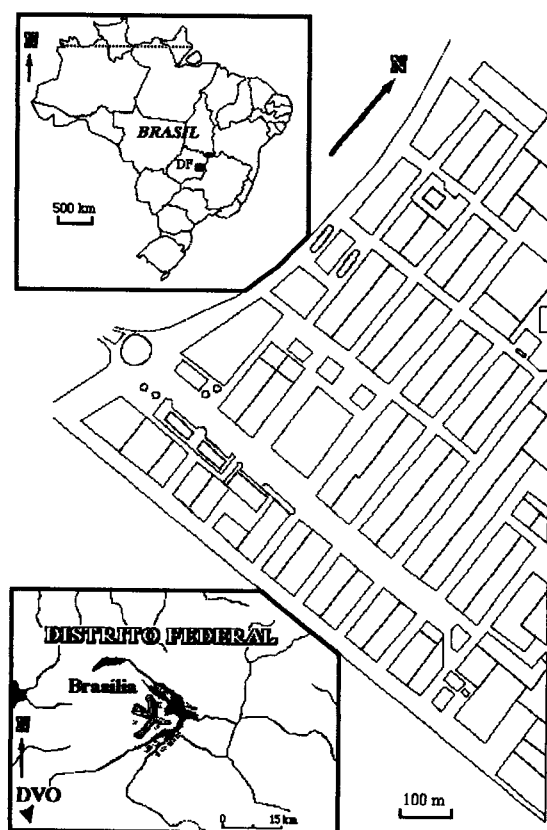 N
BRASIL
DF
500 km
N
DISTRITO FEDERAL
Brasília
N
DVO
0 15 km
100 m